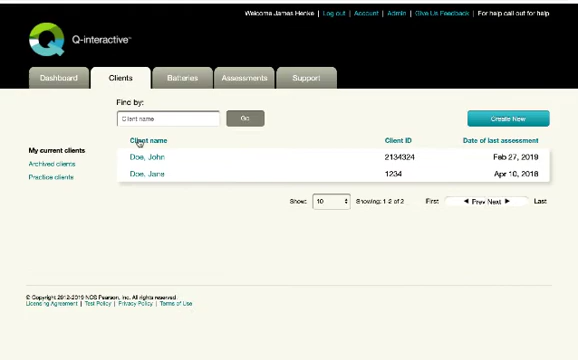 Welcome James Henke | Log out | Account | Admin | Give Us Feedback | For help call out for help
Q-interactive™
Dashboard Clients Batteries Assessments Support
Find by:
Client name Go Create New
Client name Client ID Date of last assessment
My current clients
Doe, John 2134324 Feb 27, 2019
Archived clients
Doe, Jane 1234 Apr 10, 2018
Practice clients
Show: 10 Showing: 1-2 of 2 First Prev Next Last
© Copyright 2012-2019 NCS Pearson, Inc. All rights reserved
Licensing Agreement | Test Policy | Privacy Policy | Terms of Use